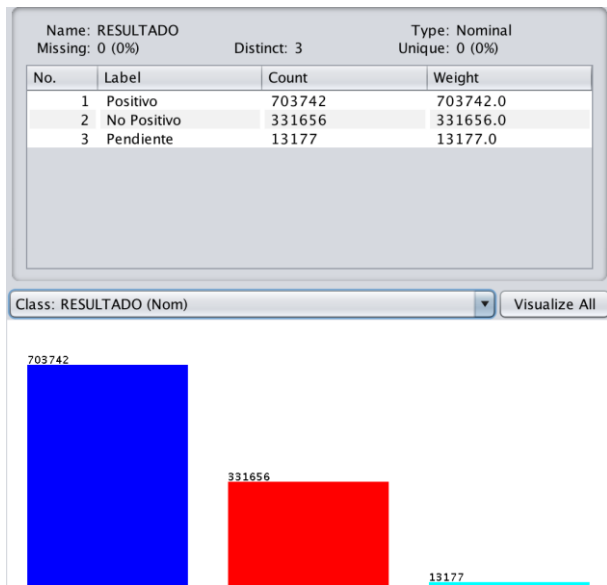 Name: RESULTADO Type: Nominal
Missing: 0 (0%) Distinct: 3 Unique: 0 (0%)
No. Label Count Weight
1 Positivo 703742 703742.0
2 No Positivo 331656 331656.0
3 Pendiente 13177 13177.0
Class: RESULTADO (Nom) Visualize All
703742
331656
13177